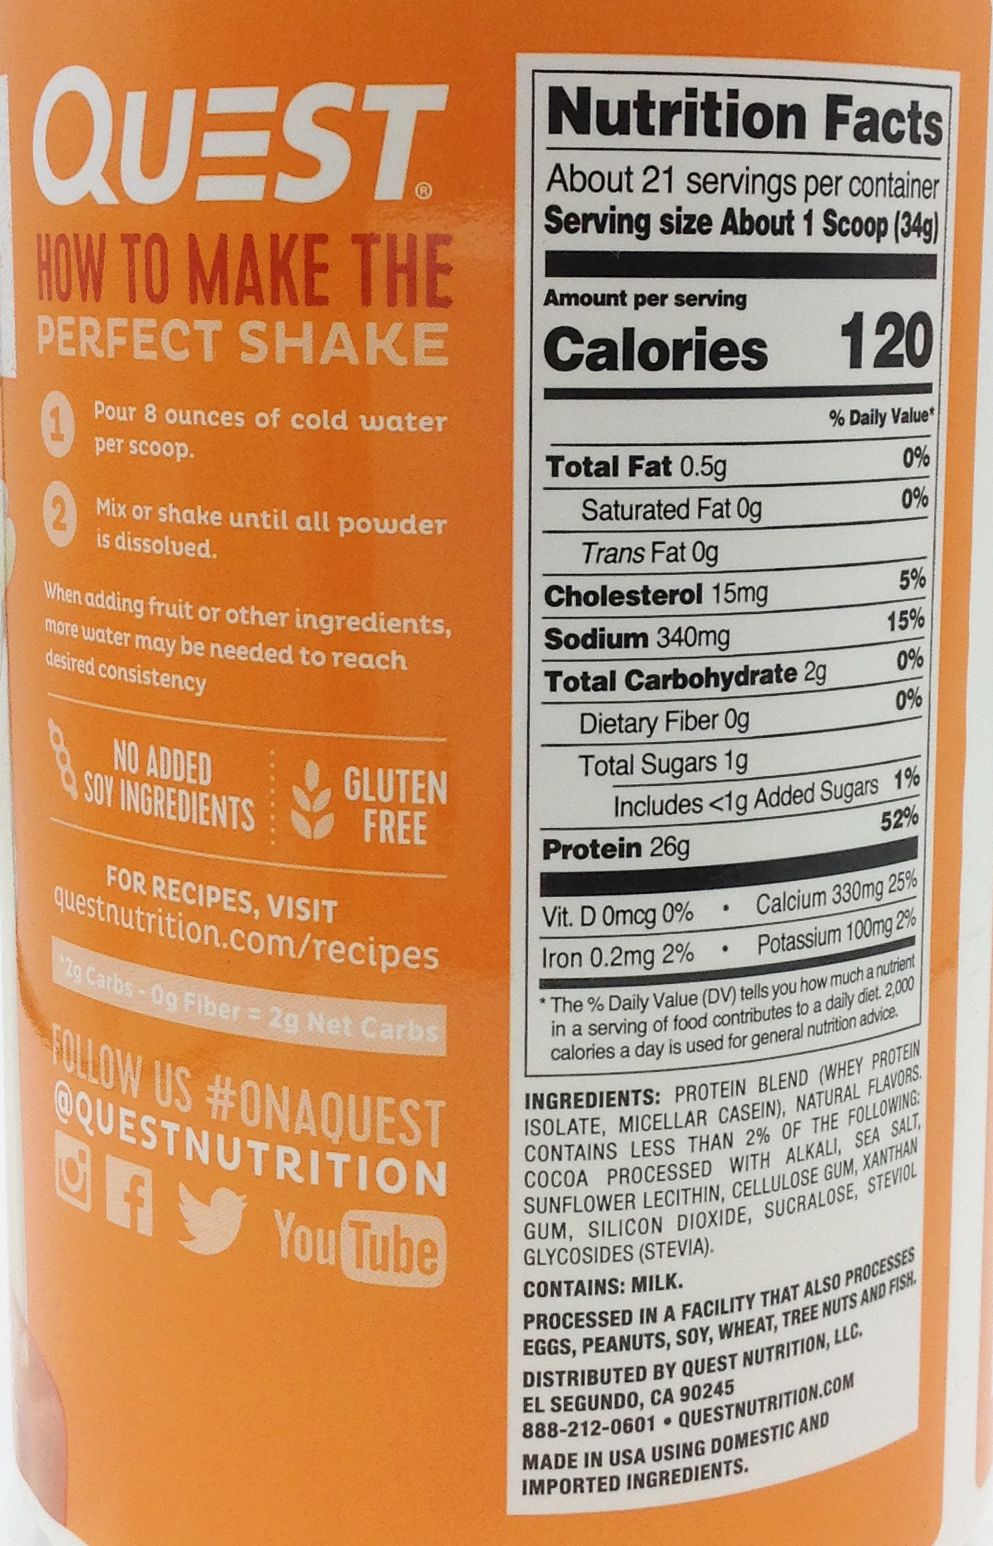 QUEST®
HOW TO MAKE THE
PERFECT SHAKE
1 Pour 8 ounces of cold water
per scoop.
2 Mix or shake until all powder
is dissolved.
When adding fruit or other ingredients,
more water may be needed to reach
desired consistency
NO ADDED
SOY INGREDIENTS
GLUTEN
FREE
FOR RECIPES, VISIT
questnutrition.com/recipes
*2g Carbs - 0g Fiber = 2g Net Carbs
FOLLOW US #ONAQUEST
@QUESTNUTRITION
f YouTube
Nutrition Facts
About 21 servings per container
Serving size About 1 Scoop (34g)
Amount per serving
Calories 120
% Daily Value*
Total Fat 0.5g 0%
Saturated Fat 0g 0%
Trans Fat 0g
Cholesterol 15mg 5%
Sodium 340mg 15%
Total Carbohydrate 2g 0%
Dietary Fiber 0g 0%
Total Sugars 1g
Includes <1g Added Sugars 1%
Protein 26g 52%
Vit. D 0mcg 0% • Calcium 330mg 25%
Iron 0.2mg 2% • Potassium 100mg 2%
* The % Daily Value (DV) tells you how much a nutrient
in a serving of food contributes to a daily diet. 2,000
calories a day is used for general nutrition advice.
INGREDIENTS: PROTEIN BLEND (WHEY PROTEIN
ISOLATE, MICELLAR CASEIN), NATURAL FLAVORS.
CONTAINS LESS THAN 2% OF THE FOLLOWING:
COCOA PROCESSED WITH ALKALI, SEA SALT,
SUNFLOWER LECITHIN, CELLULOSE GUM, XANTHAN
GUM, SILICON DIOXIDE, SUCRALOSE, STEVIOL
GLYCOSIDES (STEVIA).
CONTAINS: MILK.
PROCESSED IN A FACILITY THAT ALSO PROCESSES
EGGS, PEANUTS, SOY, WHEAT, TREE NUTS AND FISH.
DISTRIBUTED BY QUEST NUTRITION, LLC.
EL SEGUNDO, CA 90245
888-212-0601 • QUESTNUTRITION.COM
MADE IN USA USING DOMESTIC AND
IMPORTED INGREDIENTS.